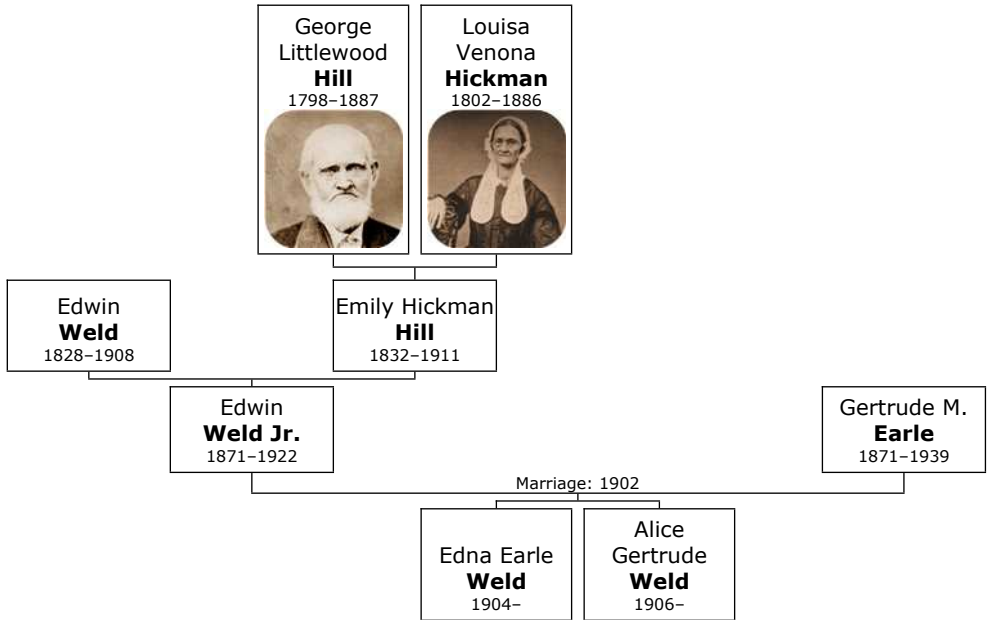 George
Littlewood
Hill
1798–1887
Louisa
Venona
Hickman
1802–1886
Edwin
Weld
1828–1908
Emily Hickman
Hill
1832–1911
Edwin
Weld Jr.
1871–1922
Gertrude M.
Earle
1871–1939
Marriage: 1902
Edna Earle
Weld
1904–
Alice
Gertrude
Weld
1906–